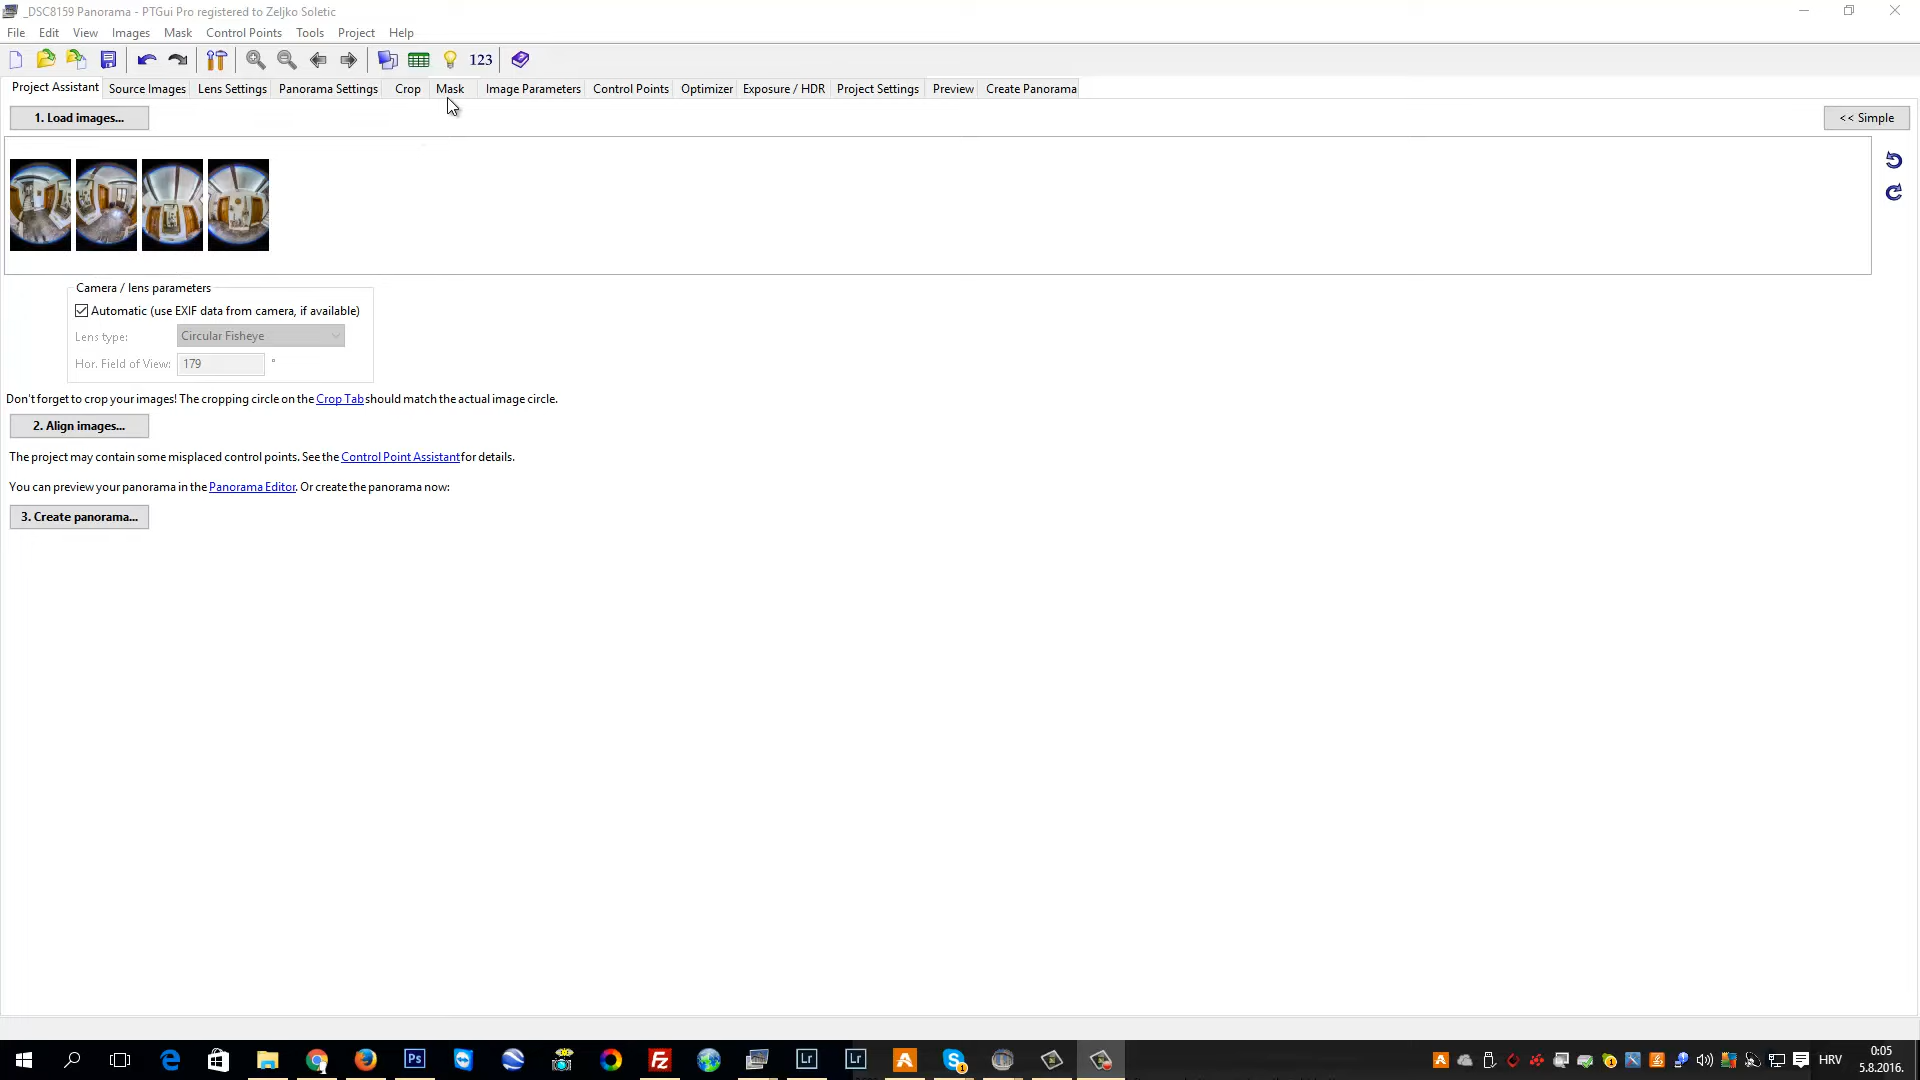 _DSC8159 Panorama - PTGui Pro registered to Zeljko Soletic
File Edit View Images Mask Control Points Tools Project Help
123
Project Assistant Source Images Lens Settings Panorama Settings Crop Mask Image Parameters Control Points Optimizer Exposure / HDR Project Settings Preview Create Panorama
1. Load images... << Simple
Camera / lens parameters
Automatic (use EXIF data from camera, if available)
Lens type: Circular Fisheye
Hor. Field of View: 179 °
Don't forget to crop your images! The cropping circle on the Crop Tab should match the actual image circle.
2. Align images...
The project may contain some misplaced control points. See the Control Point Assistant for details.
You can preview your panorama in the Panorama Editor. Or create the panorama now:
3. Create panorama...
Ps Fz Lr Lr S 1 HRV 0:05
5.8.2016.